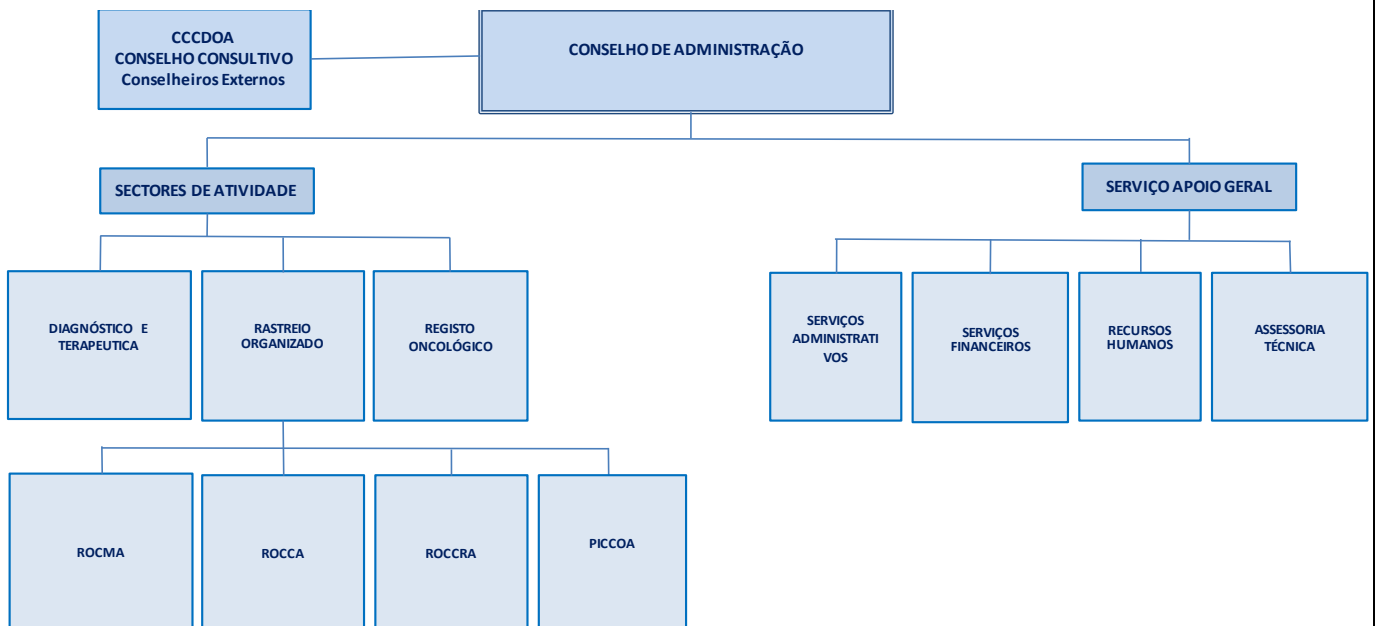 CCCDOA
CONSELHO CONSULTIVO
Conselheiros Externos
CONSELHO DE ADMINISTRAÇÃO
SECTORES DE ATIVIDADE
SERVIÇO APOIO GERAL
DIAGNÓSTICO E
TERAPEUTICA
RASTREIO
ORGANIZADO
REGISTO
ONCOLÓGICO
SERVIÇOS
ADMINISTRATI
VOS
SERVIÇOS
FINANCEIROS
RECURSOS
HUMANOS
ASSESSORIA
TÉCNICA
ROCMA
ROCCA
ROCCRA
PICCOA